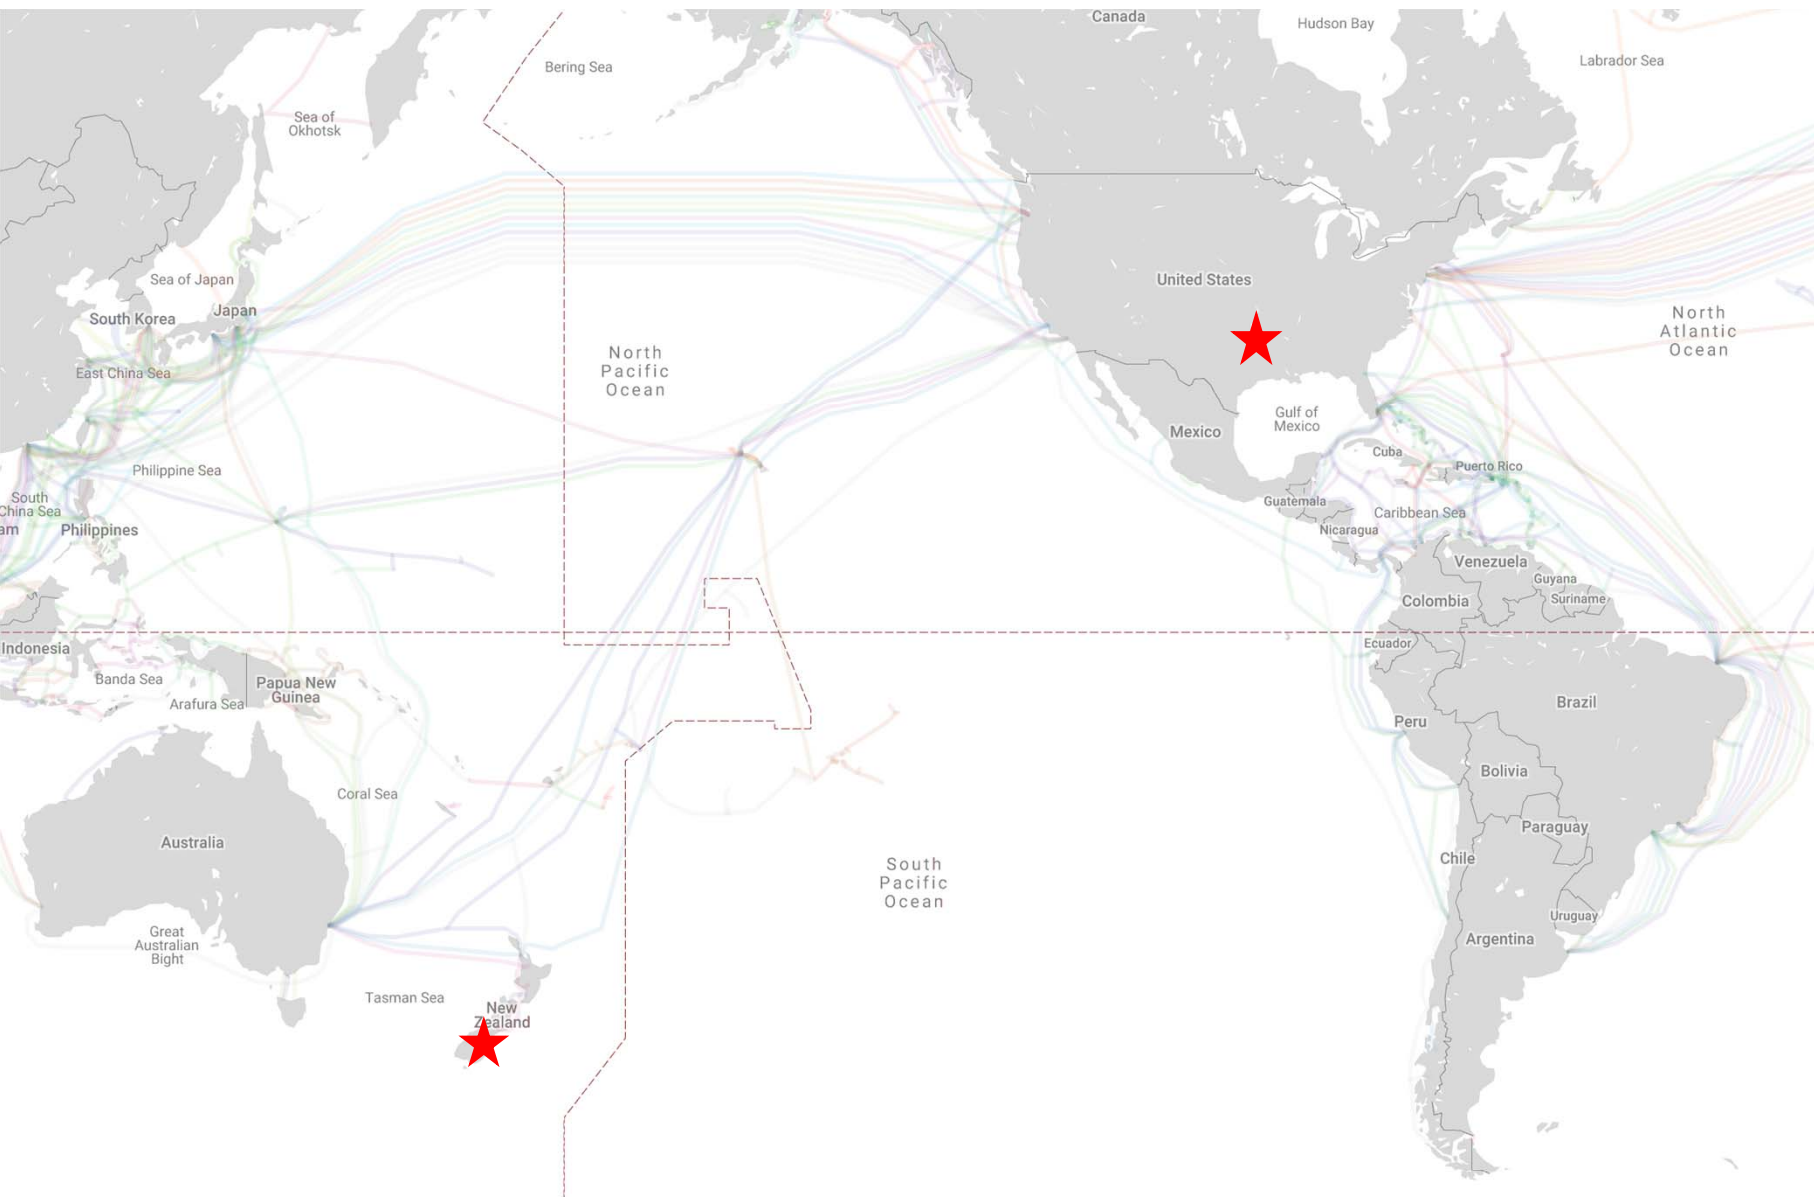 Canada
Hudson Bay
Labrador Sea
Bering Sea
Sea of
Okhotsk
Sea of Japan
United States
Japan
South Korea
North
Atlantic
Ocean
North
Pacific
Ocean
East China Sea
Gulf of
Mexico
Mexico
Cuba
Puerto Rico
Philippine Sea
South
China Sea
Guatemala
Caribbean Sea
am
Philippines
Nicaragua
Venezuela
Guyana
Suriname
Colombia
Ecuador
Indonesia
Banda Sea
Papua New
Guinea
Arafura Sea
Brazil
Peru
Bolivia
Coral Sea
Paraguay
Australia
Chile
South
Pacific
Ocean
Uruguay
Great
Australian
Bight
Argentina
Tasman Sea
New
Zealand